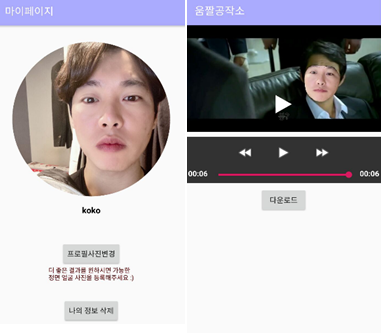 마이페이지
koko
프로필사진변경
더 좋은 결과를 원하시면 가능한
정면 얼굴 사진을 등록해주세요 :)
나의 정보 삭제
움짤공작소
00:06
00:06
다운로드